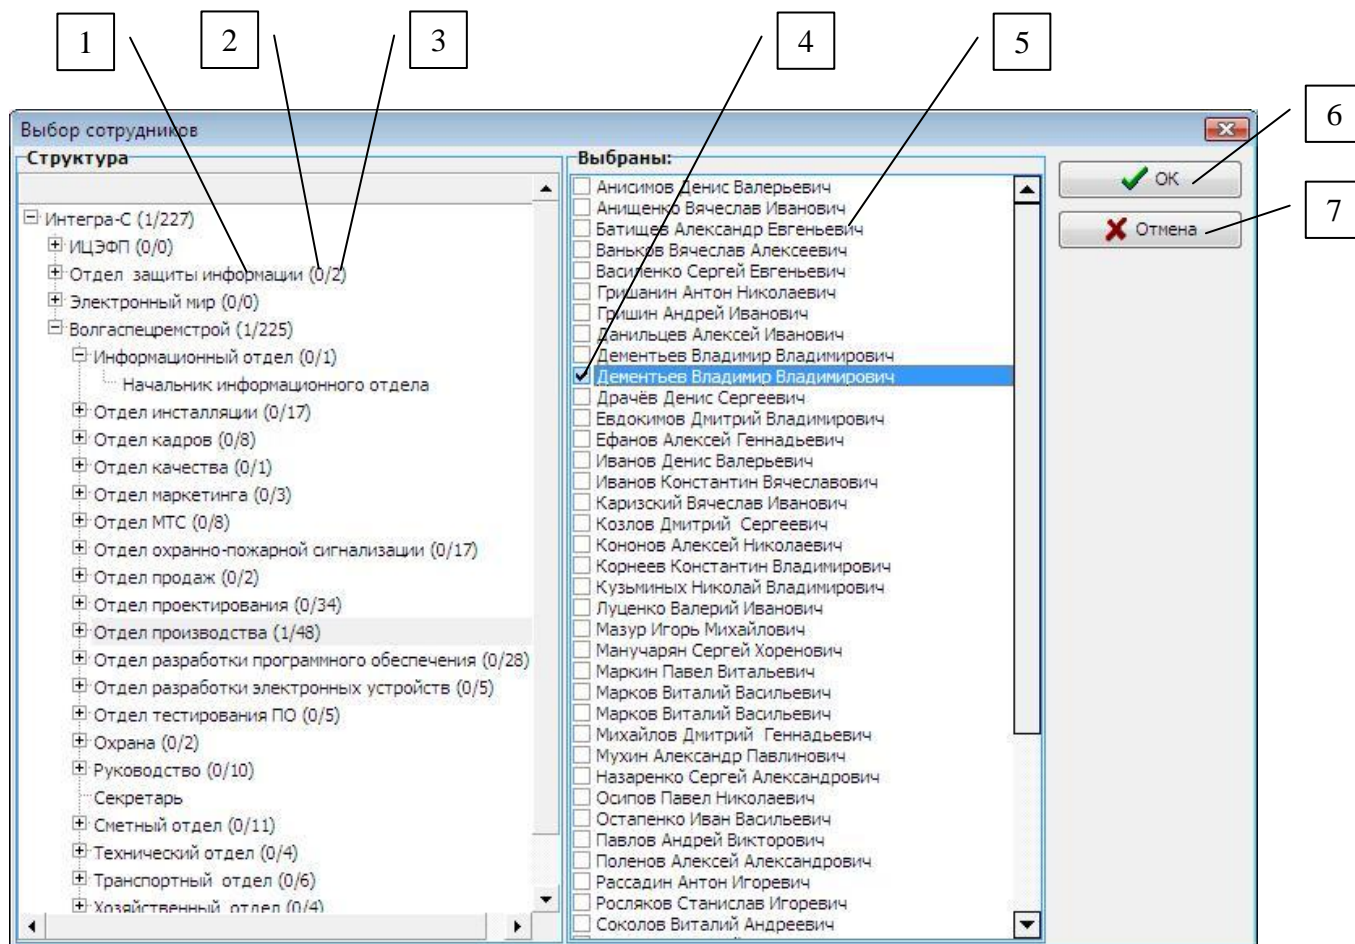 1 2 3 4 5
6
7
Выбор сотрудников
Структура
Интегра-С (1/227)
ИЦЭФП (0/0)
Отдел защиты информации (0/2)
Электронный мир (0/0)
Волгаспецремстрой (1/225)
Информационный отдел (0/1)
Начальник информационного отдела
Отдел инсталляции (0/17)
Отдел кадров (0/8)
Отдел качества (0/1)
Отдел маркетинга (0/3)
Отдел МТС (0/8)
Отдел охранно-пожарной сигнализации (0/17)
Отдел продаж (0/2)
Отдел проектирования (0/34)
Отдел производства (1/48)
Отдел разработки программного обеспечения (0/28)
Отдел разработки электронных устройств (0/5)
Отдел тестирования ПО (0/5)
Охрана (0/2)
Руководство (0/10)
Секретарь
Сметный отдел (0/11)
Технический отдел (0/4)
Транспортный отдел (0/6)
Хозяйственный отдел (0/4)
Выбраны:
Анисимов Денис Валерьевич
Анищенко Вячеслав Иванович
Батищев Александр Евгеньевич
Ваньков Вячеслав Алексеевич
Василенко Сергей Евгеньевич
Гришанин Антон Николаевич
Гришин Андрей Иванович
Данильцев Алексей Иванович
Дементьев Владимир Владимирович
Дементьев Владимир Владимирович
Драчёв Денис Сергеевич
Евдокимов Дмитрий Владимирович
Ефанов Алексей Геннадьевич
Иванов Денис Валерьевич
Иванов Константин Вячеславович
Каризский Вячеслав Иванович
Козлов Дмитрий Сергеевич
Кононов Алексей Николаевич
Корнеев Константин Владимирович
Кузьминых Николай Владимирович
Луценко Валерий Иванович
Мазур Игорь Михайлович
Манучарян Сергей Хоренович
Маркин Павел Витальевич
Марков Виталий Васильевич
Марков Виталий Васильевич
Михайлов Дмитрий Геннадьевич
Мухин Александр Павлинович
Назаренко Сергей Александрович
Осипов Павел Николаевич
Остапенко Иван Васильевич
Павлов Андрей Викторович
Поленов Алексей Александрович
Рассадин Антон Игоревич
Росляков Станислав Игоревич
Соколов Виталий Андреевич
ОК
Отмена